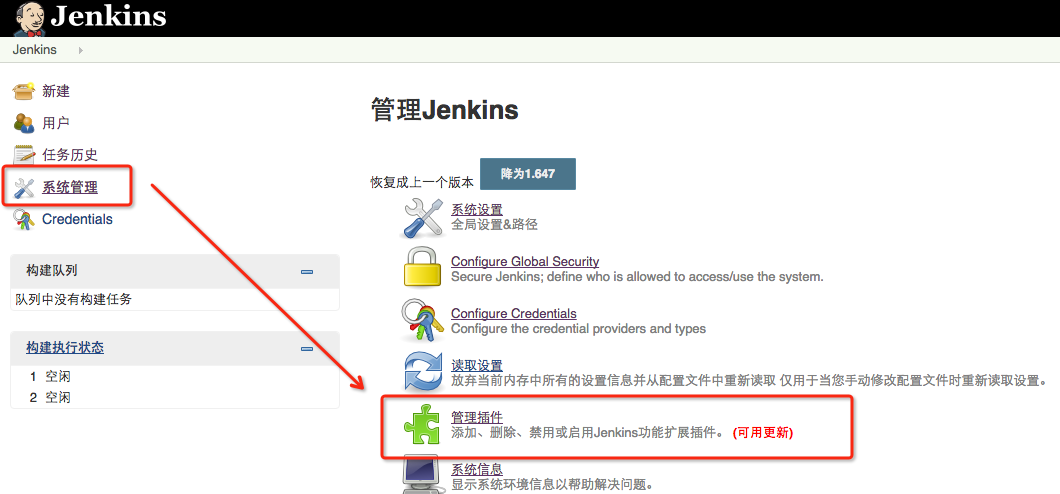 Jenkins
Jenkins
新建
用户
任务历史
系统管理
Credentials
构建队列
队列中没有构建任务
构建执行状态
1 空闲
2 空闲
管理Jenkins
恢复成上一个版本 降为1.647
系统设置
全局设置&路径
Configure Global Security
Secure Jenkins; define who is allowed to access/use the system.
Configure Credentials
Configure the credential providers and types
读取设置
放弃当前内存中所有的设置信息并从配置文件中重新读取 仅用于当您手动修改配置文件时重新读取设置。
管理插件
添加、删除、禁用或启用Jenkins功能扩展插件。 (可用更新)
系统信息
显示系统环境信息以帮助解决问题。